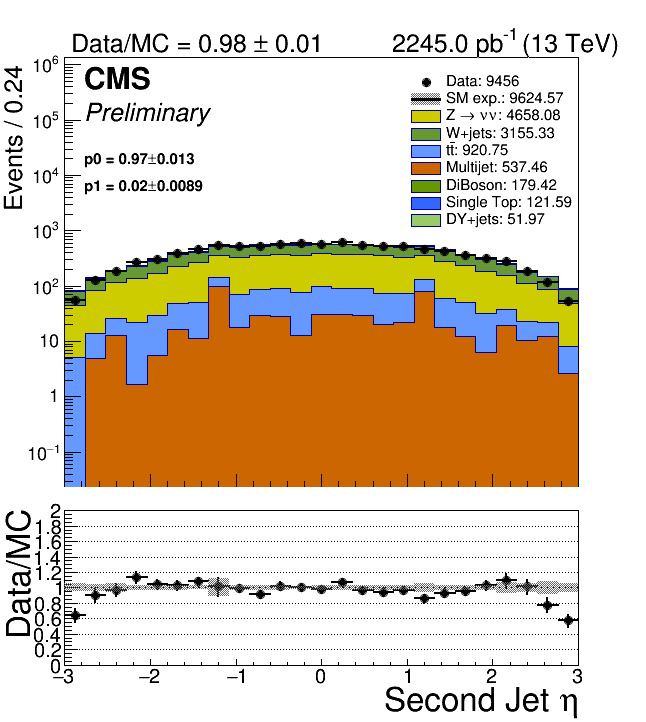 Data/MC = 0.98 ± 0.01
2245.0 pb⁻¹ (13 TeV)
Events / 0.24
10⁶
10⁵
10⁴
10³
10²
10
1
10⁻¹
CMS
Preliminary
p0 = 0.97±0.013
p1 = 0.02±0.0089
Data: 9456
SM exp.: 9624.57
Z → νν: 4658.08
W+jets: 3155.33
tt̄: 920.75
Multijet: 537.46
DiBoson: 179.42
Single Top: 121.59
DY+jets: 51.97
Data/MC
2
1.8
1.6
1.4
1.2
1
0.8
0.6
0.4
0.2
0
−3 −2 −1 0 1 2 3
Second Jet η